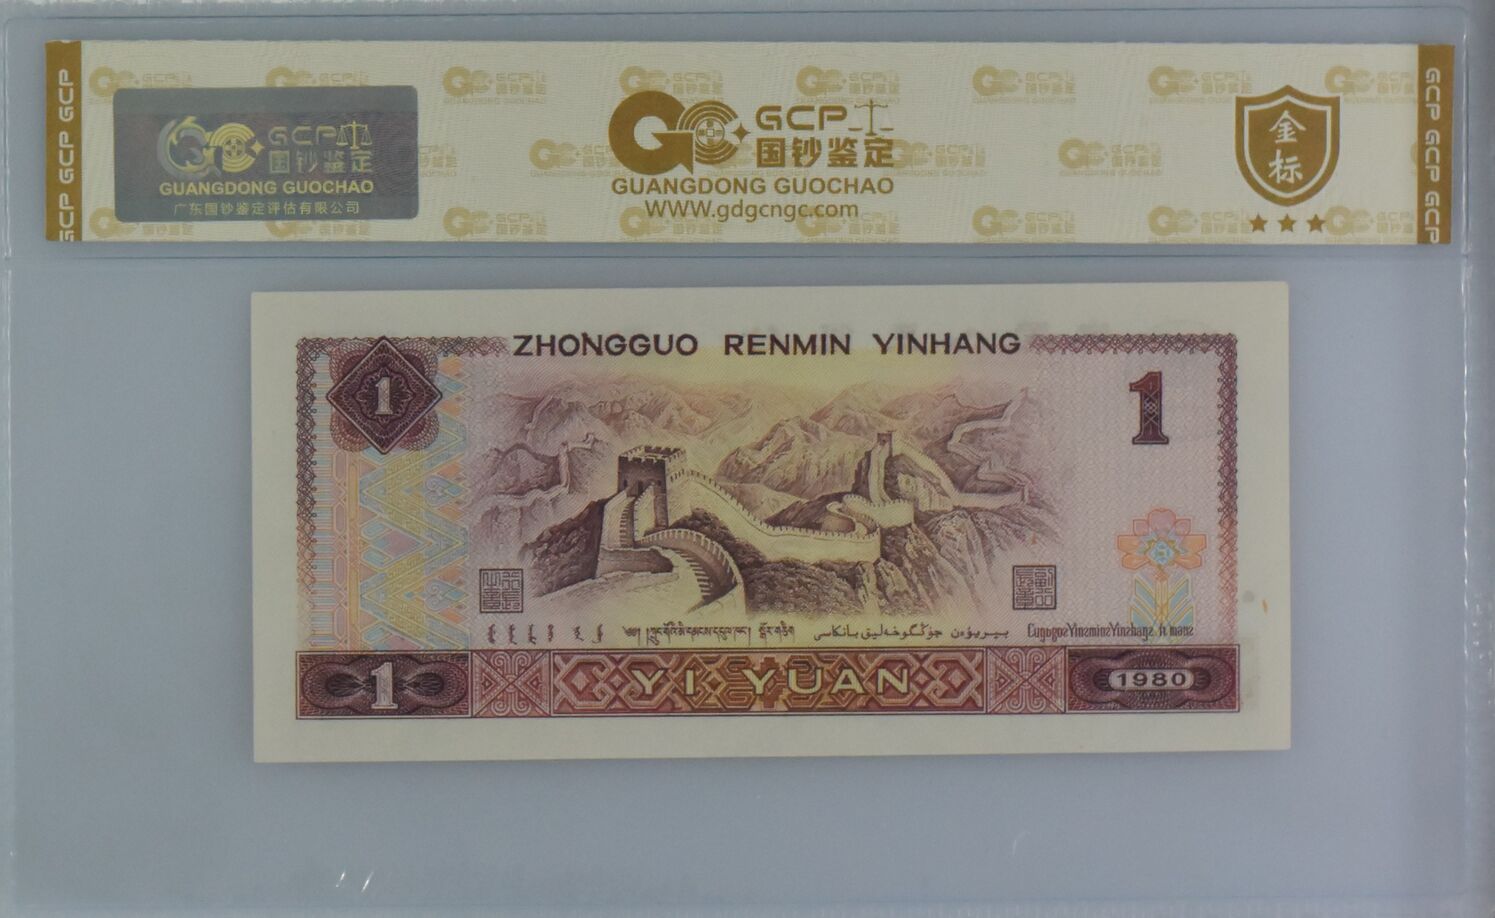 GCP GCP GCP
GCP 国钞鉴定
GUANGDONG GUOCHAO
广东国钞鉴定评估有限公司
GCP
国钞鉴定
GUANGDONG GUOCHAO
WWW.gdgcngc.com
金标
GCP GCP GCP
ZHONGGUO RENMIN YINHANG
1
1
YI YUAN
1
1980